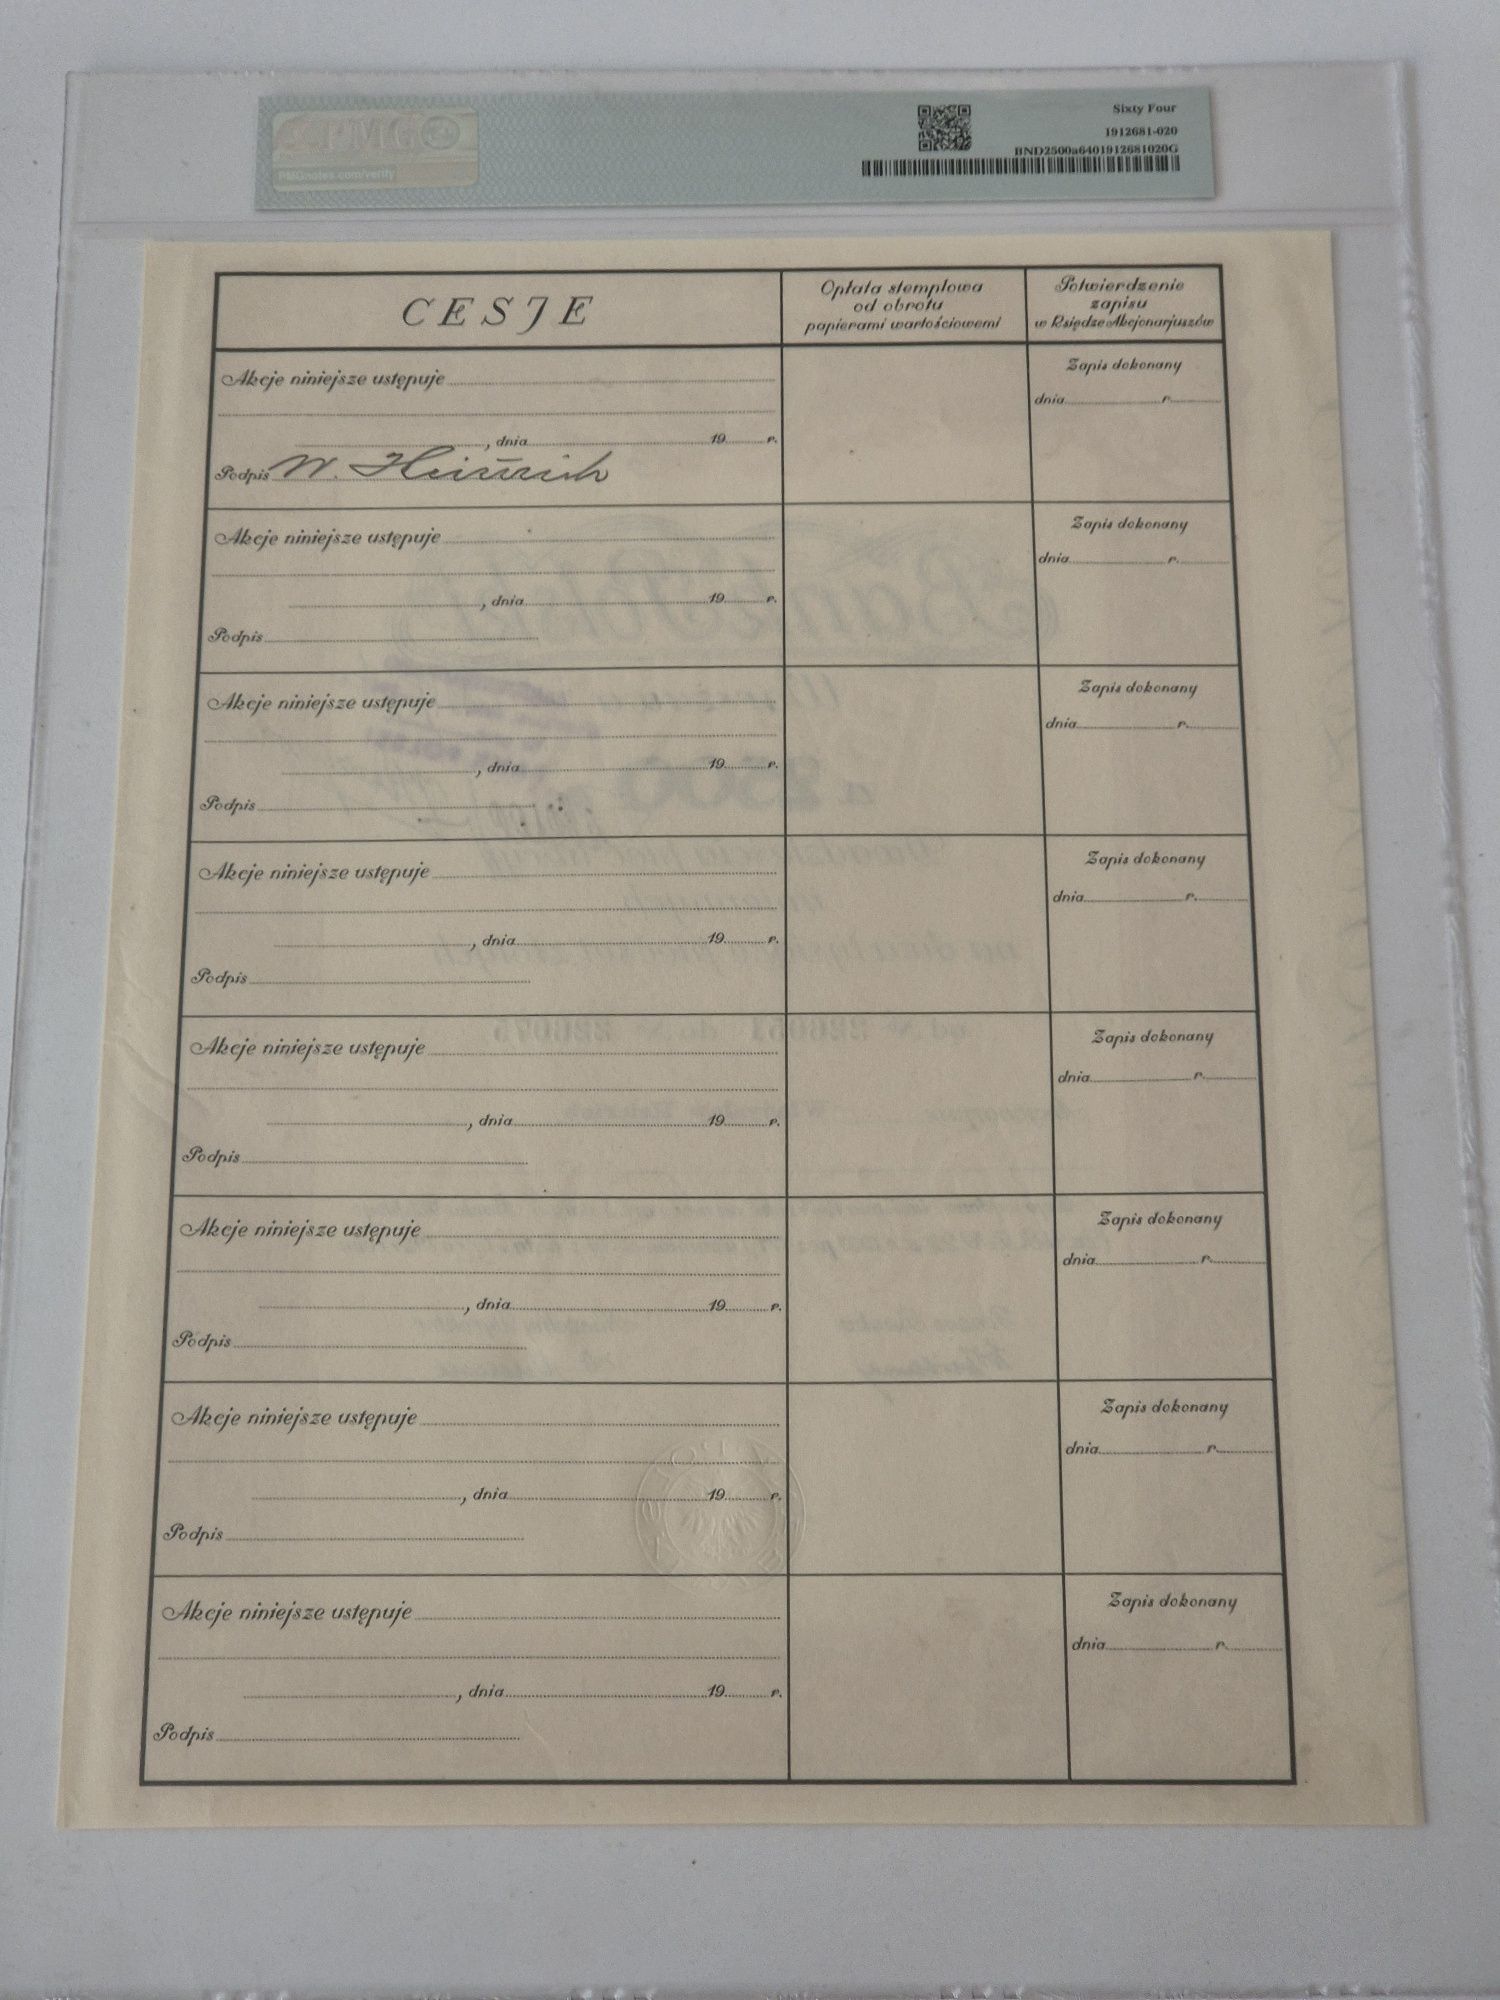 PMG
PMGnotes.com/verify
Sixty Four
1912681-020
BND2500a6401912681020G
CESJE
Opłata stemplowa
od obrotu
papierami wartościowemi
Potwierdzenie
zapisu
w Księdze Akcjonarjuszów
Akcje niniejsze ustępuje
, dnia 19 r.
Podpis W. Heinrich
Zapis dokonany
dnia r.
Akcje niniejsze ustępuje
, dnia 19 r.
Podpis
Zapis dokonany
dnia r.
Akcje niniejsze ustępuje
, dnia 19 r.
Podpis
Zapis dokonany
dnia r.
Akcje niniejsze ustępuje
, dnia 19 r.
Podpis
Zapis dokonany
dnia r.
Akcje niniejsze ustępuje
, dnia 19 r.
Podpis
Zapis dokonany
dnia r.
Akcje niniejsze ustępuje
, dnia 19 r.
Podpis
Zapis dokonany
dnia r.
Akcje niniejsze ustępuje
, dnia 19 r.
Podpis
Zapis dokonany
dnia r.
Akcje niniejsze ustępuje
, dnia 19 r.
Podpis
Zapis dokonany
dnia r.